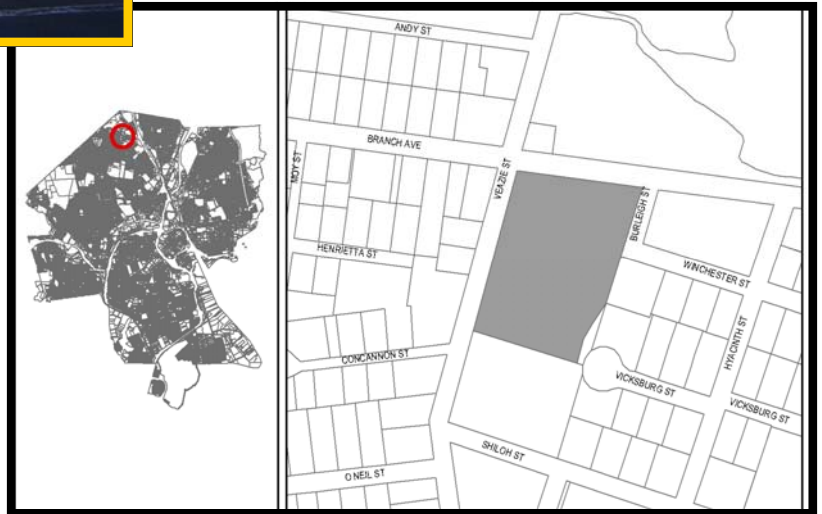 ANDY ST
BRANCH AVE
MOY ST
VEAZIE ST
BURLEIGH ST
HENRIETTA ST
WINCHESTER ST
HYACINTH ST
CONCANNON ST
VICKSBURG ST
VICKSBURG ST
SHILOH ST
O NEIL ST